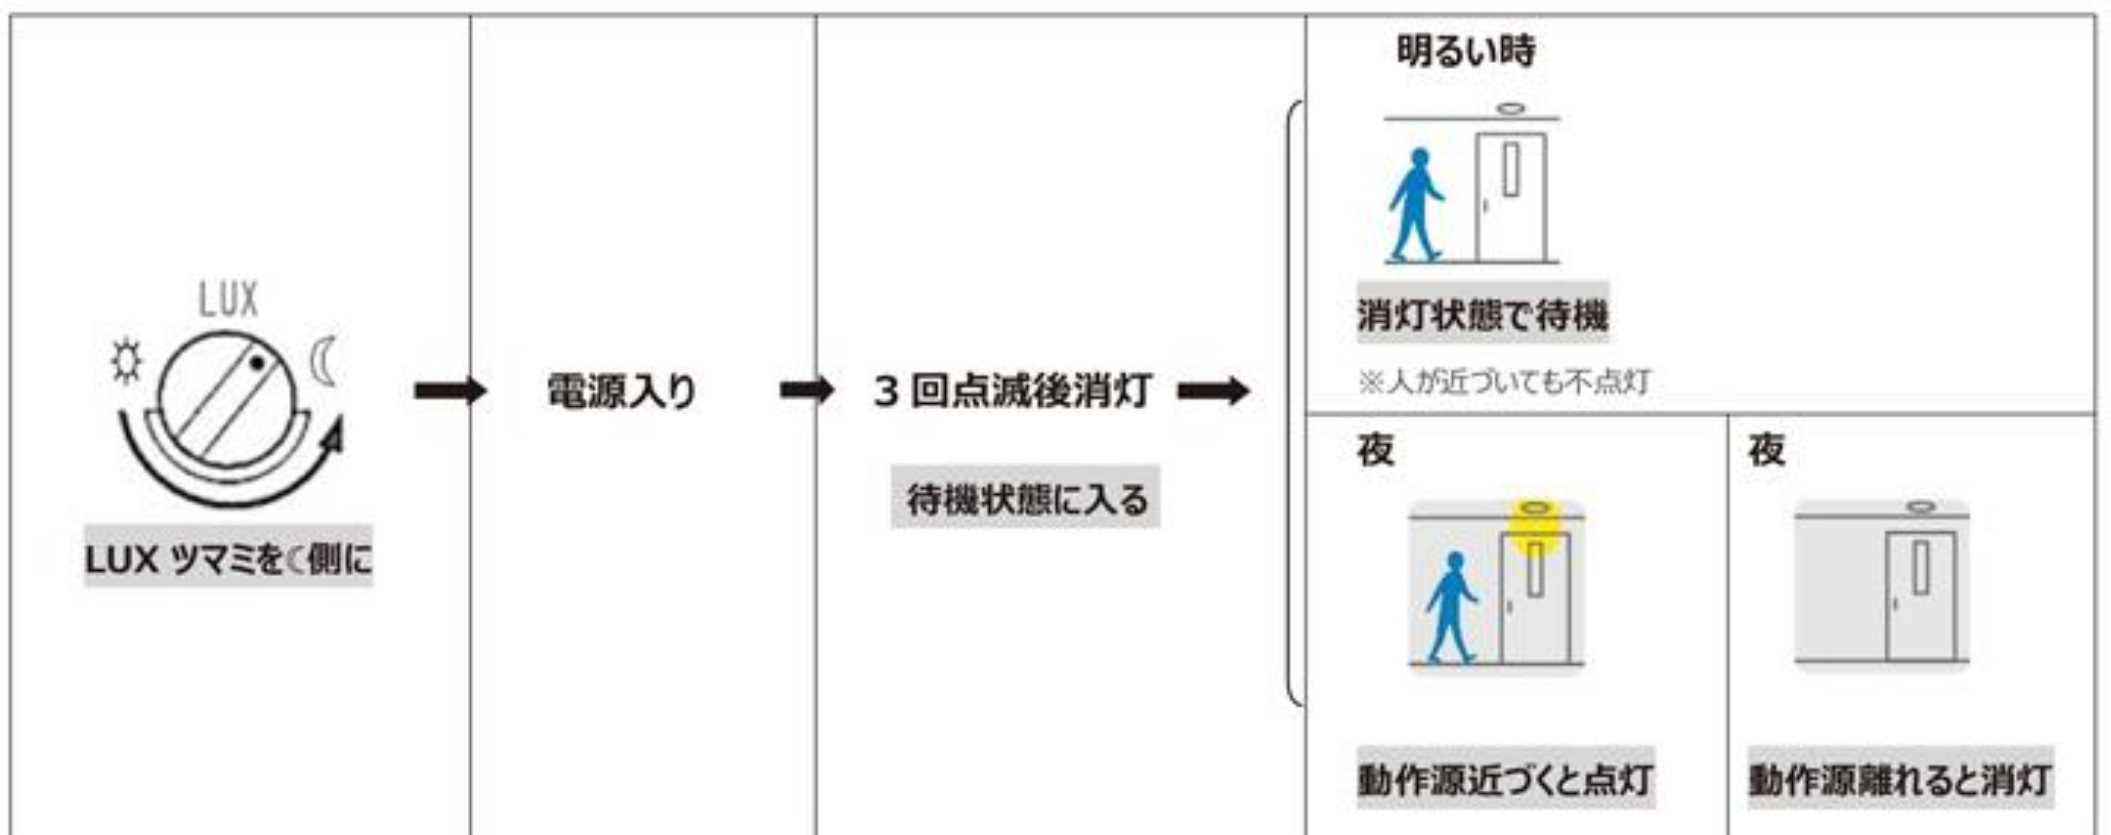 LUX
LUX ツマミを☾側に
電源入り
3 回点滅後消灯
待機状態に入る
明るい時
消灯状態で待機
※人が近づいても不点灯
夜
動作源近づくと点灯
夜
動作源離れると消灯